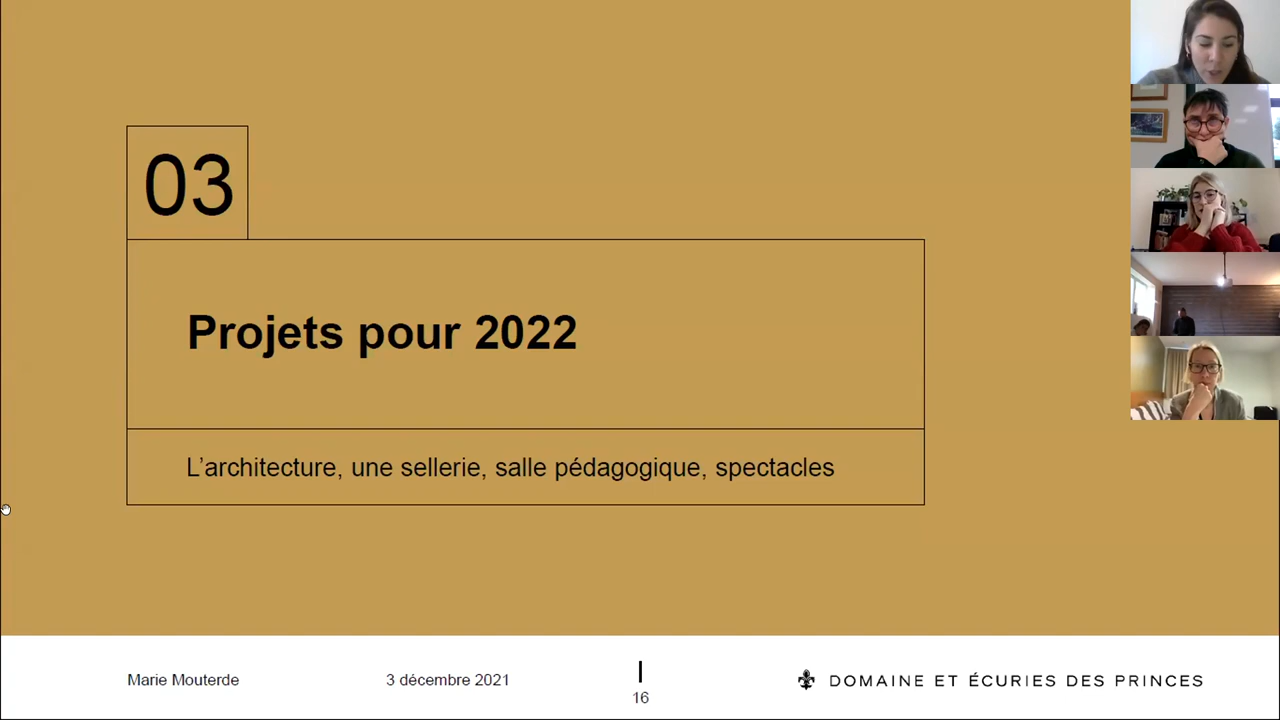 03
Projets pour 2022
L’architecture, une sellerie, salle pédagogique, spectacles
Marie Mouterde
3 décembre 2021
16
DOMAINE ET ÉCURIES DES PRINCES